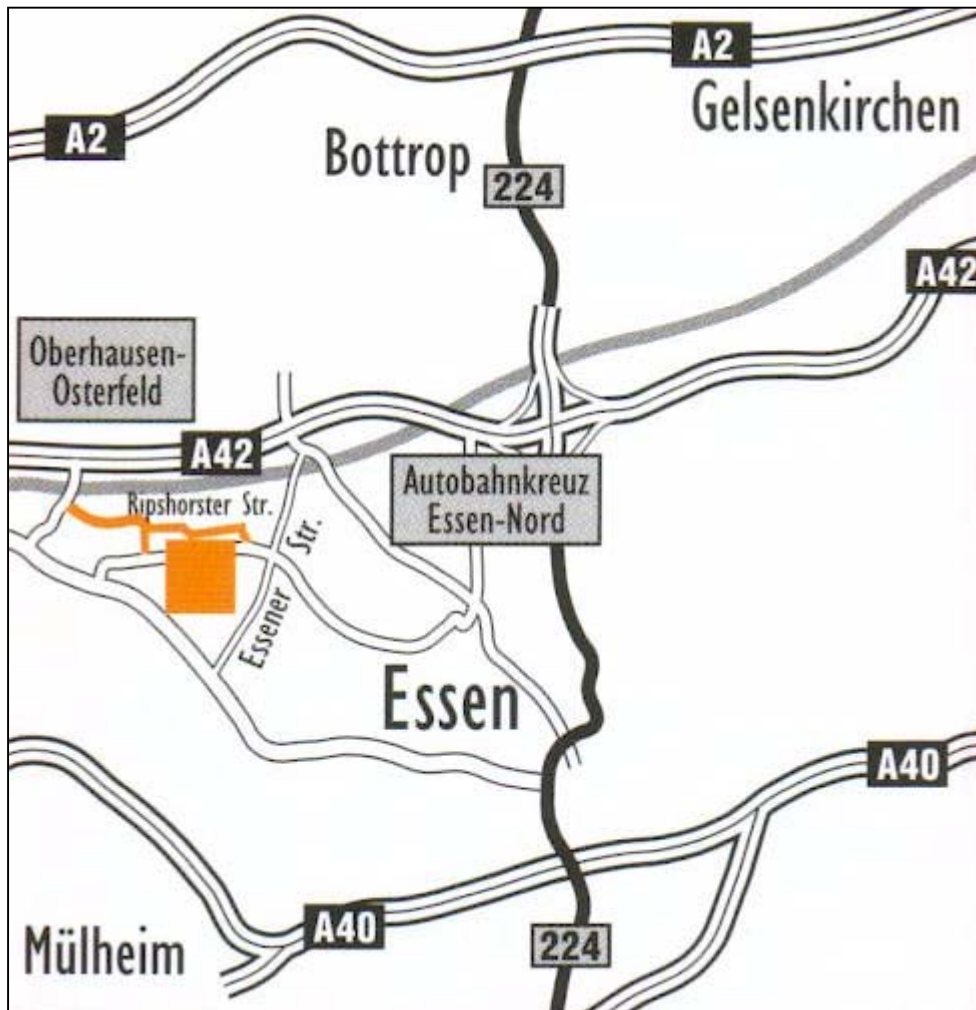 A2
Gelsenkirchen
A2
Bottrop
224
A42
Oberhausen-
Osterfeld
A42
Autobahnkreuz
Essen-Nord
Ripshorster Str.
Essener Str.
Essen
A40
A40
Mülheim
224